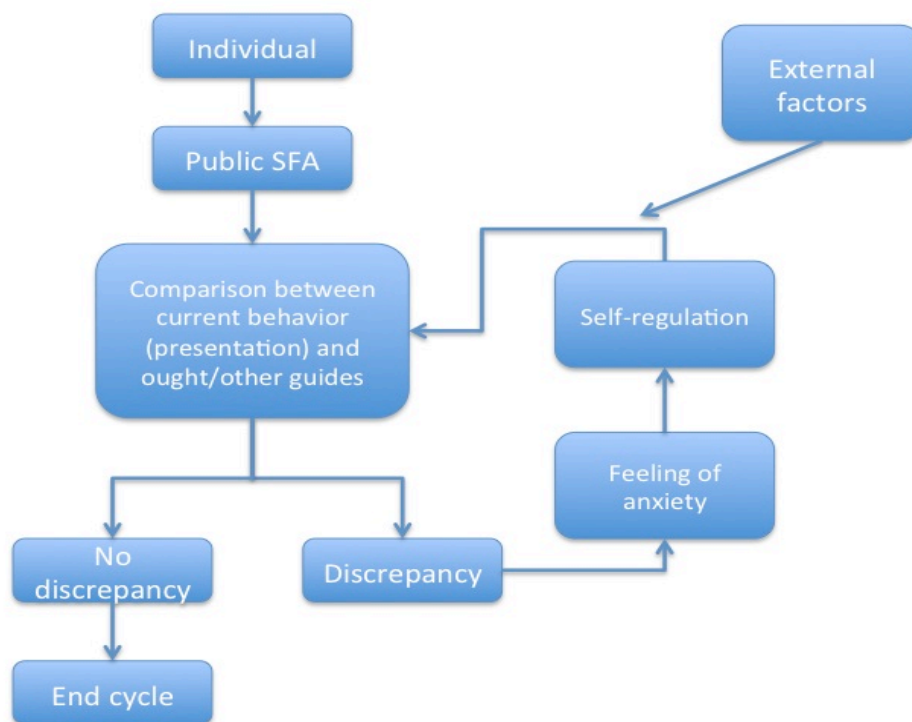 Individual
External
factors
Public SFA
Comparison between
current behavior
(presentation) and
ought/other guides
Self-regulation
Feeling of
anxiety
No
discrepancy
Discrepancy
End cycle